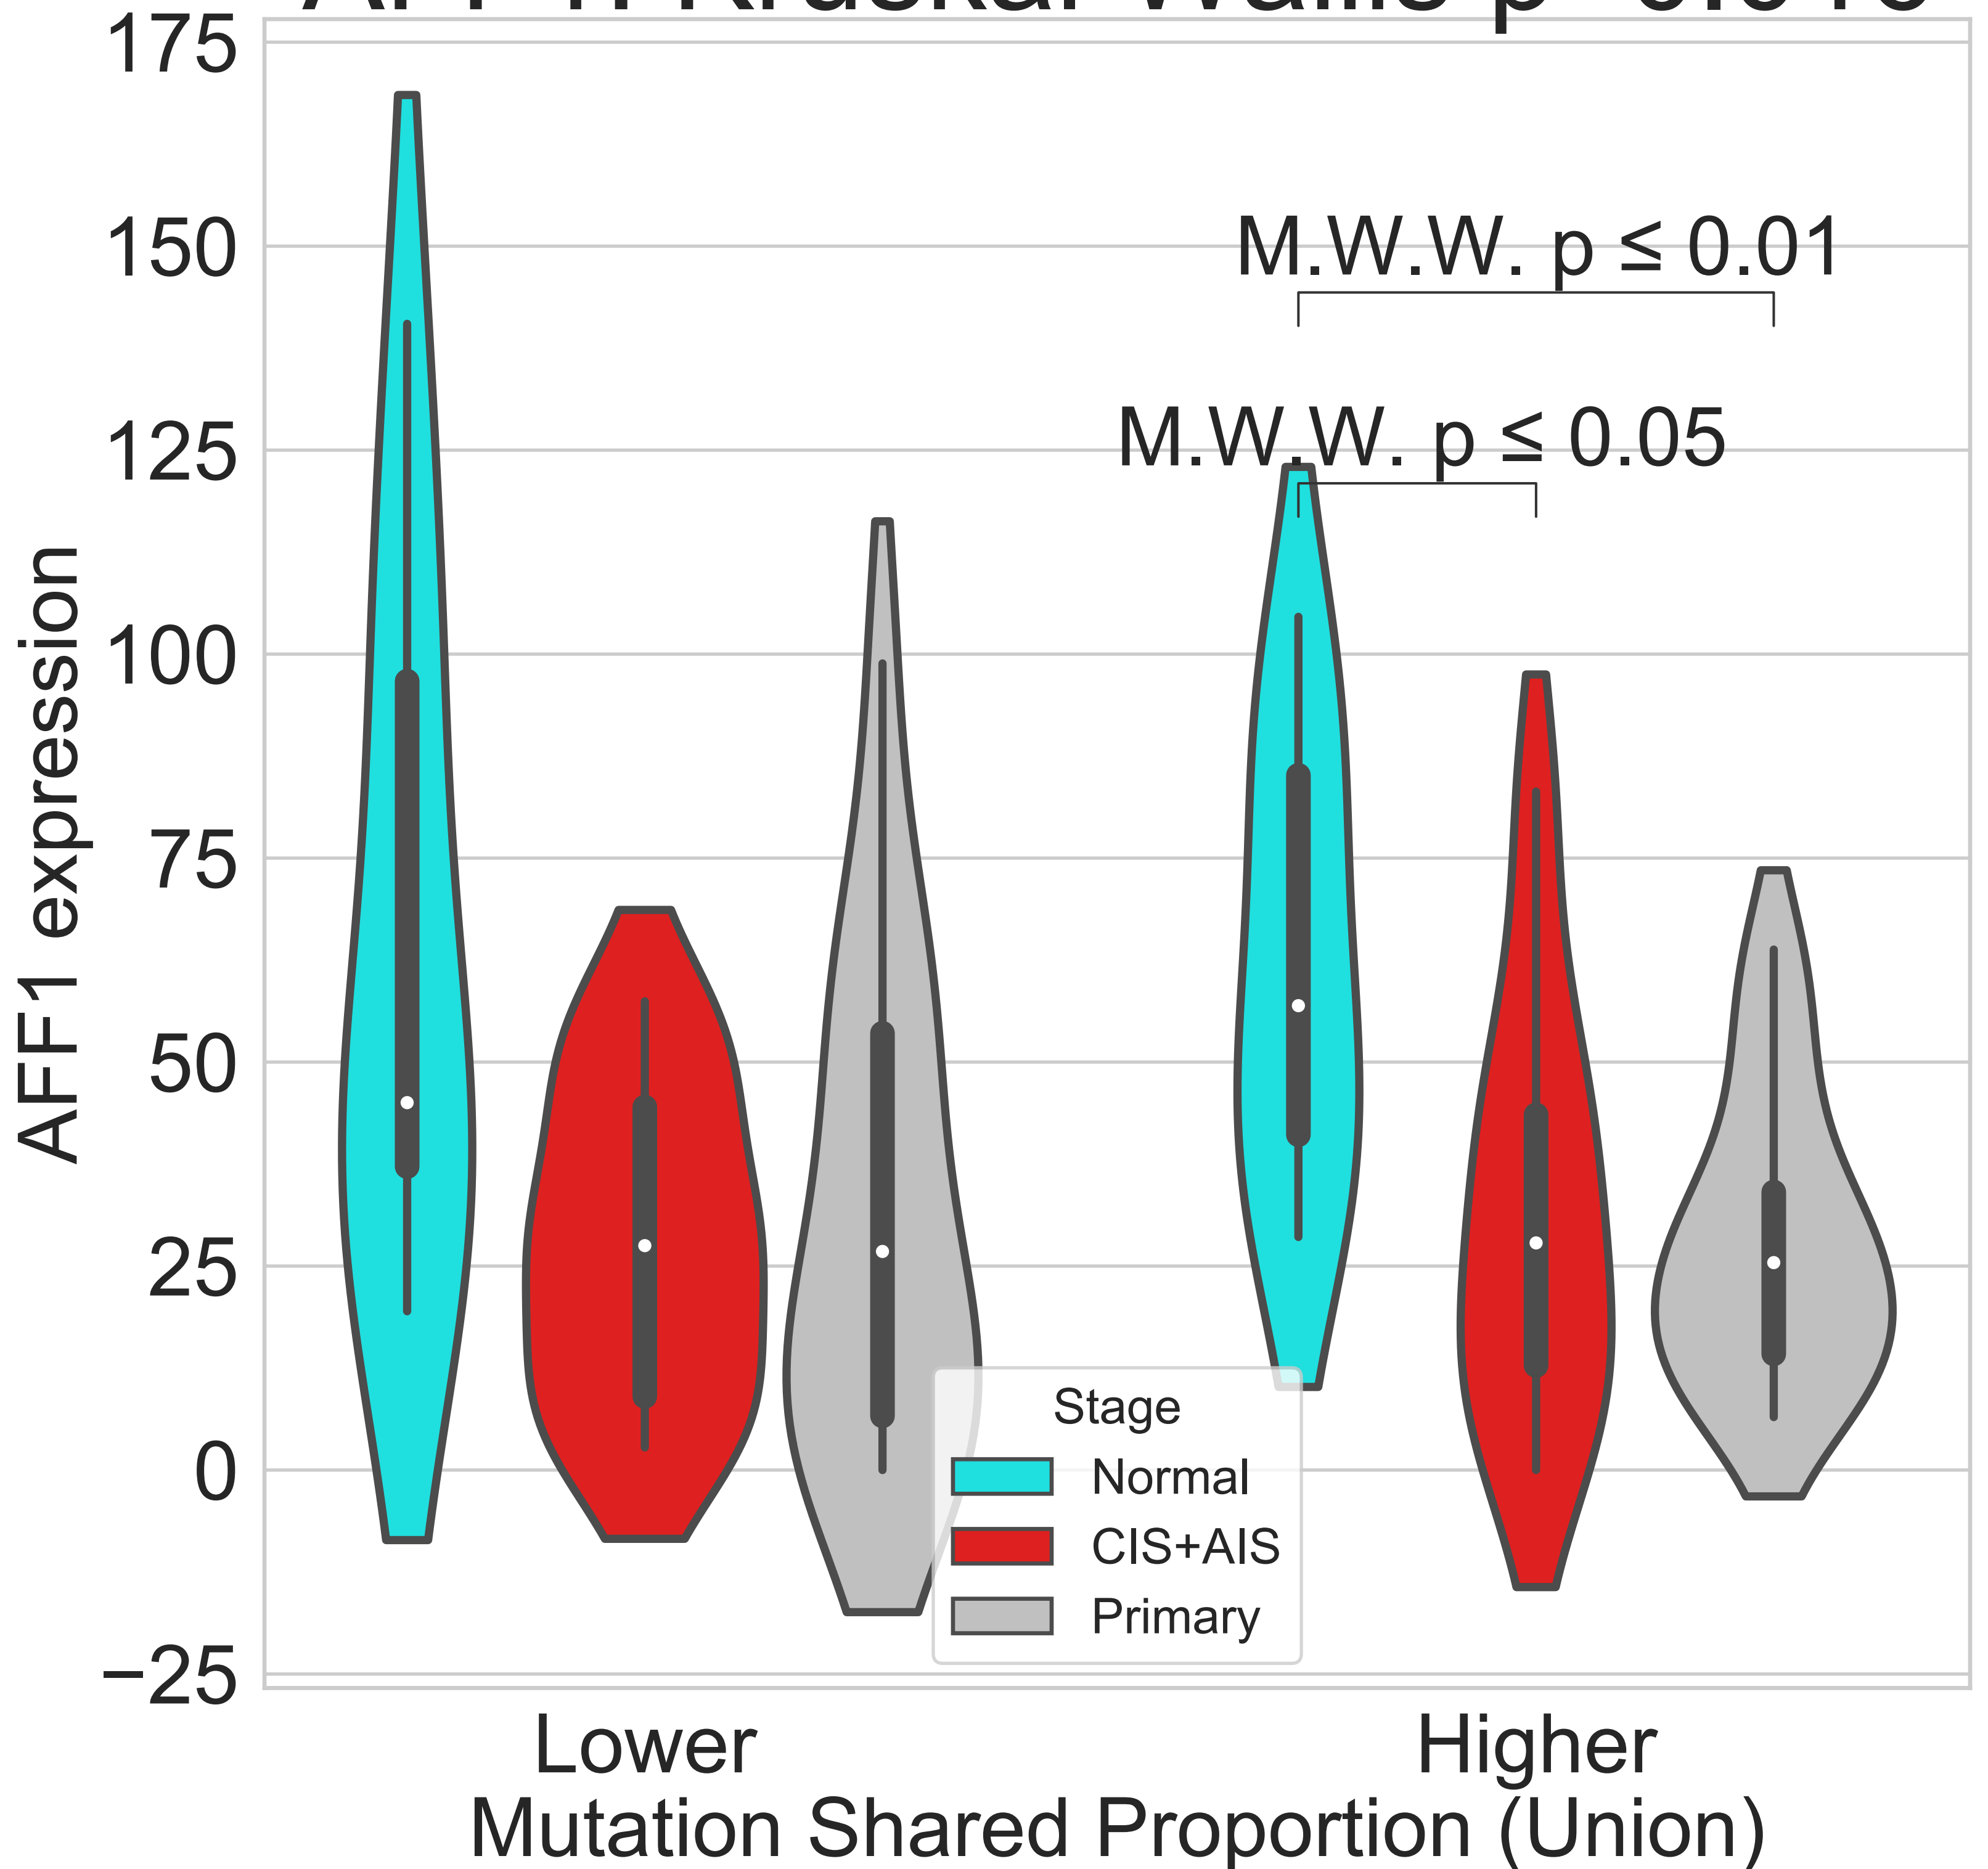 175
150
125
100
75
50
25
0
−25
AFF1 expression
M.W.W. p ≤ 0.01
M.W.W. p ≤ 0.05
Stage
Normal
CIS+AIS
Primary
Lower
Higher
Mutation Shared Proportion (Union)